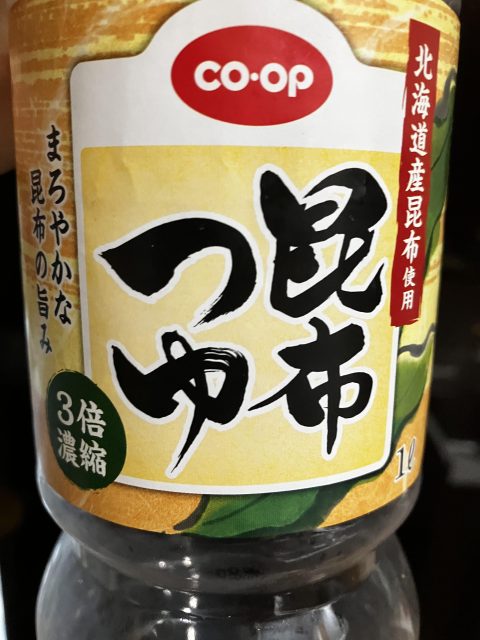 CO·OP
北海道産昆布使用
昆布
つゆ
まろやかな
昆布の旨み
3倍
濃縮
1ℓ